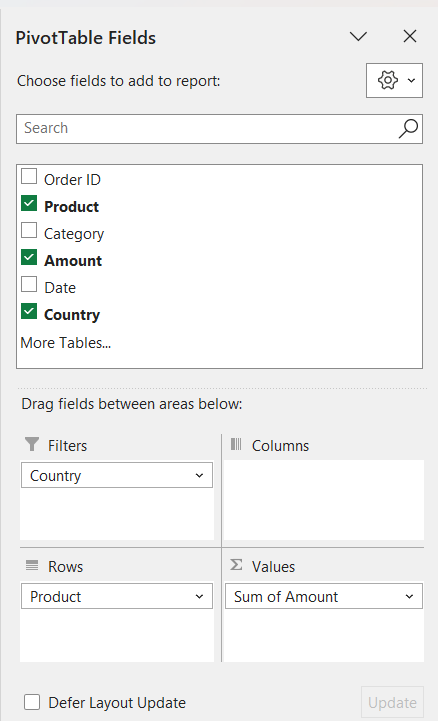 PivotTable Fields
Choose fields to add to report:
Search
Order ID
Product
Category
Amount
Date
Country
More Tables...
Drag fields between areas below:
Filters
Country
Columns
Rows
Product
Values
Sum of Amount
Defer Layout Update
Update